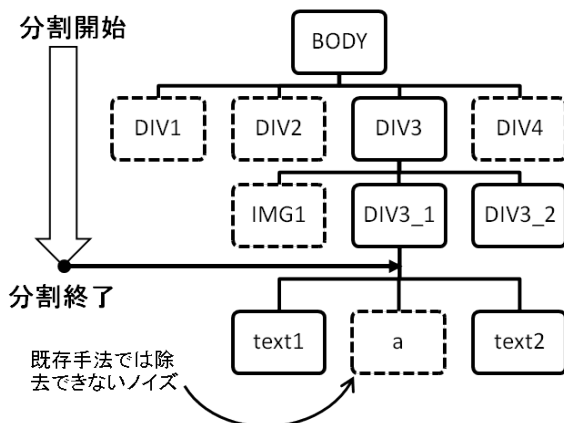 分割開始
BODY
DIV1
DIV2
DIV3
DIV4
IMG1
DIV3_1
DIV3_2
分割終了
text1
a
text2
既存手法では除
去できないノイズ